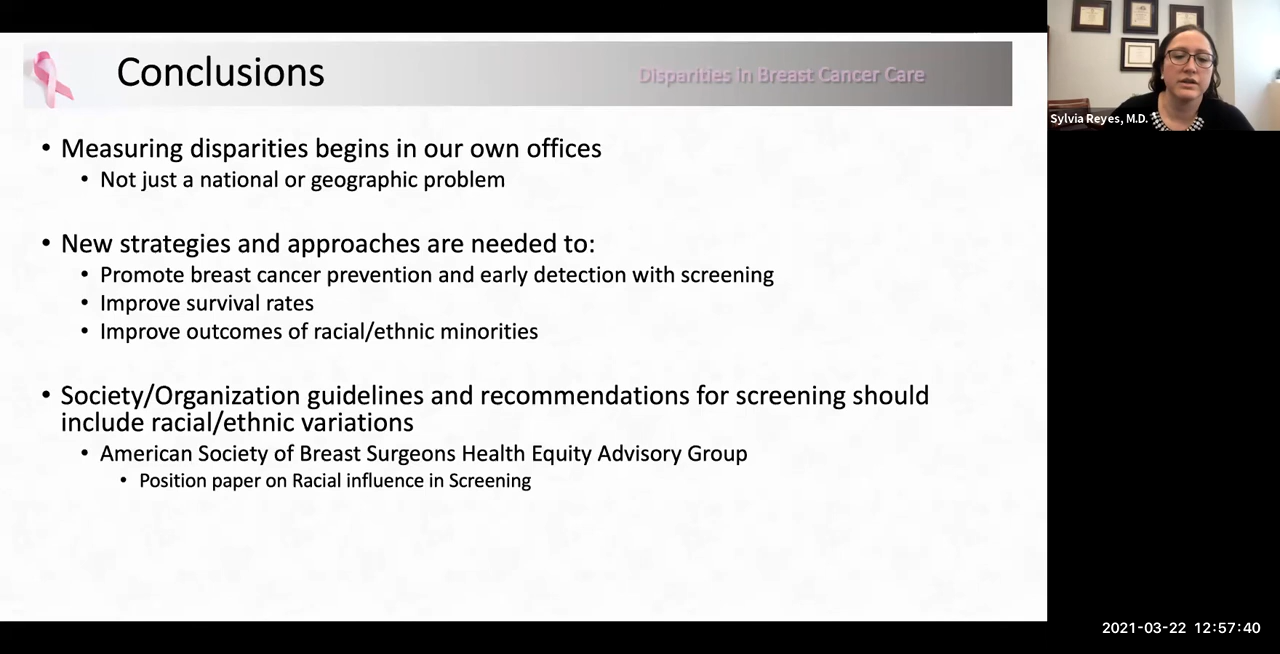 Conclusions
Disparities in Breast Cancer Care
Sylvia Reyes, M.D.
• Measuring disparities begins in our own offices
• Not just a national or geographic problem
• New strategies and approaches are needed to:
• Promote breast cancer prevention and early detection with screening
• Improve survival rates
• Improve outcomes of racial/ethnic minorities
• Society/Organization guidelines and recommendations for screening should
include racial/ethnic variations
• American Society of Breast Surgeons Health Equity Advisory Group
• Position paper on Racial influence in Screening
2021-03-22 12:57:40